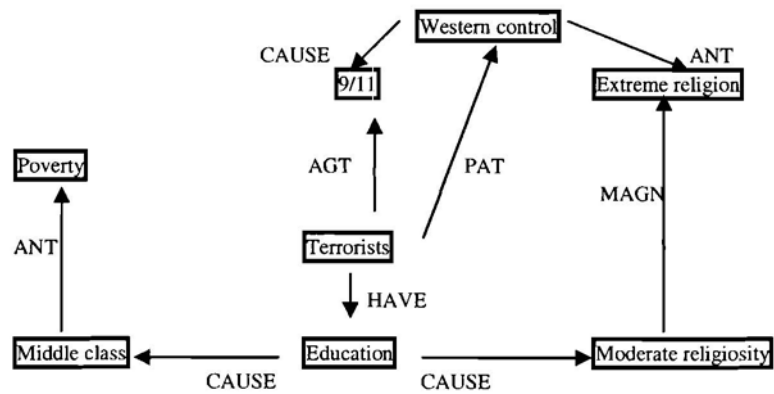 Western control
CAUSE
ANT
9/11
Extreme religion
Poverty
AGT
PAT
MAGN
ANT
Terrorists
HAVE
Middle class
Education
Moderate religiosity
CAUSE
CAUSE